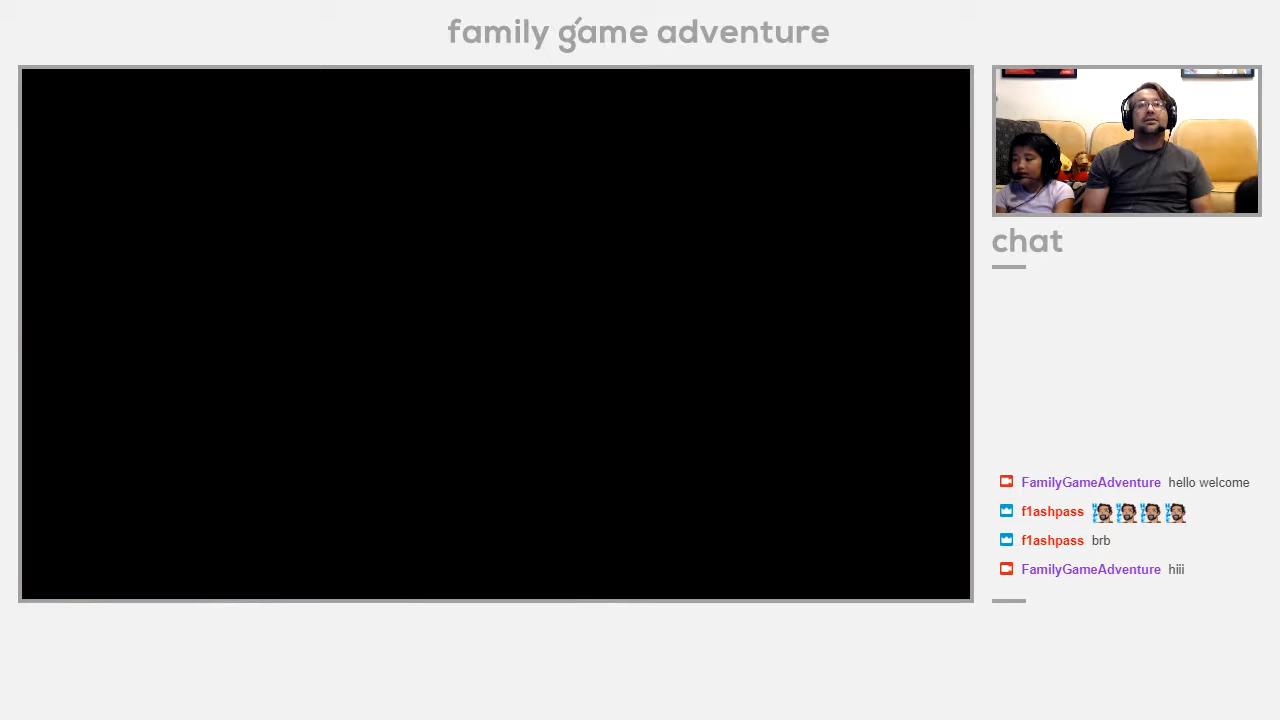 family game adventure
chat
FamilyGameAdventure hello welcome
f1ashpass
f1ashpass brb
FamilyGameAdventure hiii